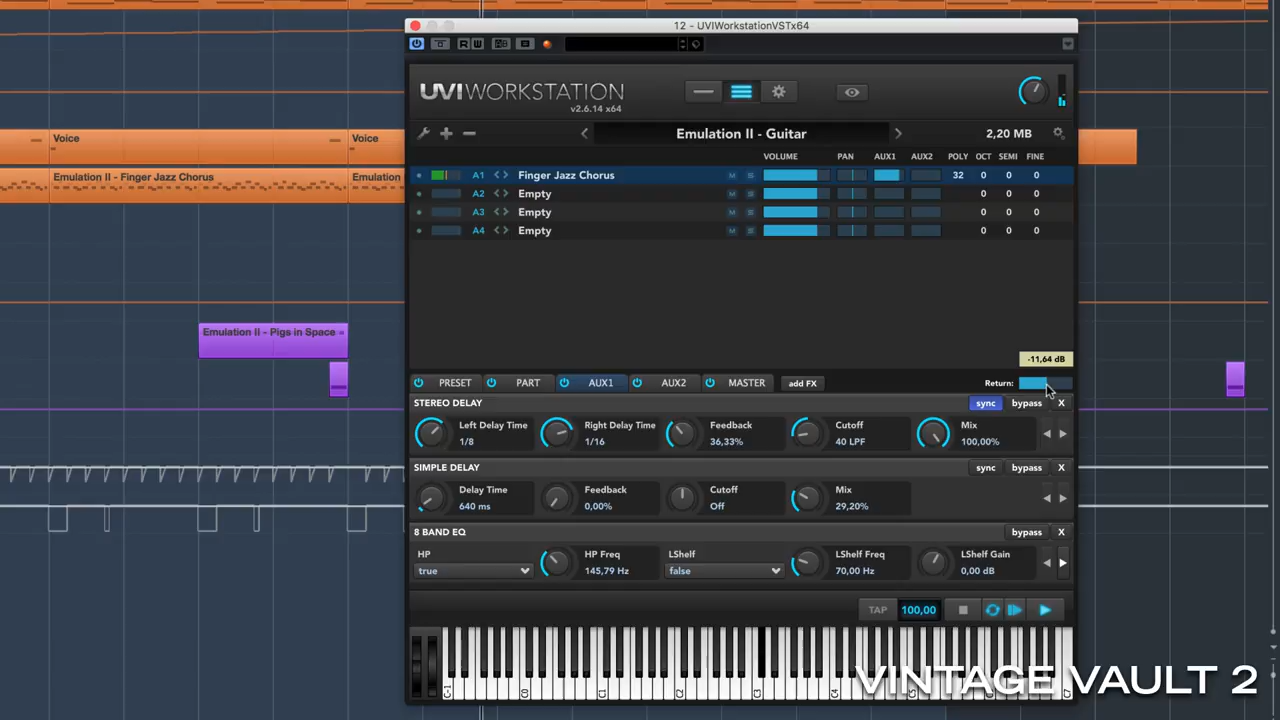 12 - UVIWorkstationVSTx64
R W
UVIWORKSTATION
v2.6.14 x64
Emulation II - Guitar
2,20 MB
VOLUME PAN AUX1 AUX2 POLY OCT SEMI FINE
A1 Finger Jazz Chorus M S 32 0 0 0
A2 Empty M S 0 0 0
A3 Empty M S 0 0 0
A4 Empty M S 0 0 0
Voice
Voice
Emulation II - Finger Jazz Chorus
Emulation
Emulation II - Pigs in Space
-11,64 dB
PRESET PART AUX1 AUX2 MASTER add FX Return:
STEREO DELAY sync bypass X
Left Delay Time Right Delay Time Feedback Cutoff Mix
1/8 1/16 36,33% 40 LPF 100,00%
SIMPLE DELAY sync bypass X
Delay Time Feedback Cutoff Mix
640 ms 0,00% Off 29,20%
8 BAND EQ bypass X
HP HP Freq LShelf LShelf Freq LShelf Gain
true 145,79 Hz false 70,00 Hz 0,00 dB
TAP 100,00
VINTAGE VAULT 2